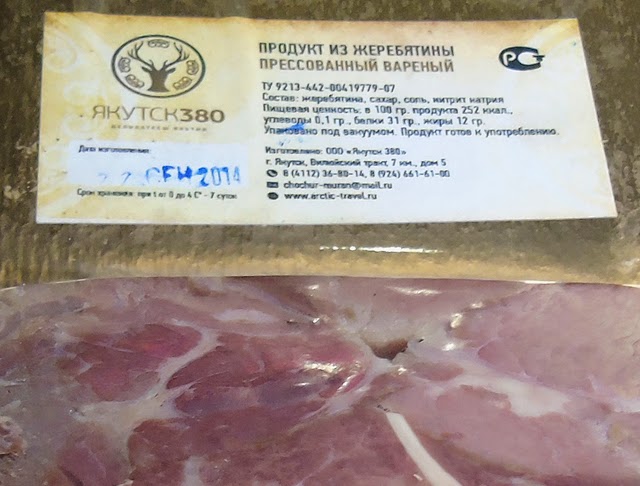 ЯКУТСК380
ДЕЛИКАТЕСЫ ЯКУТИИ
Дата изготовления:
22 СЕН 2014
Срок хранения: при t от 0 до 4 С° - 7 суток
ПРОДУКТ ИЗ ЖЕРЕБЯТИНЫ
ПРЕССОВАННЫЙ ВАРЕНЫЙ
РСТ
ТУ 9213-442-00419779-07
Состав: жеребятина, сахар, соль, нитрит натрия
Пищевая ценность: в 100 гр. продукта 252 ккал.,
углеводы 0,1 гр., белки 31 гр., жиры 12 гр.
Упаковано под вакуумом. Продукт готов к употреблению.
Изготовлено: ООО «Якутск 380»
г. Якутск, Вилюйский тракт, 7 км., дом 5
8 (4112) 36-80-14, 8 (924) 661-61-00
chochur-muran@mail.ru
www.arctic-travel.ru